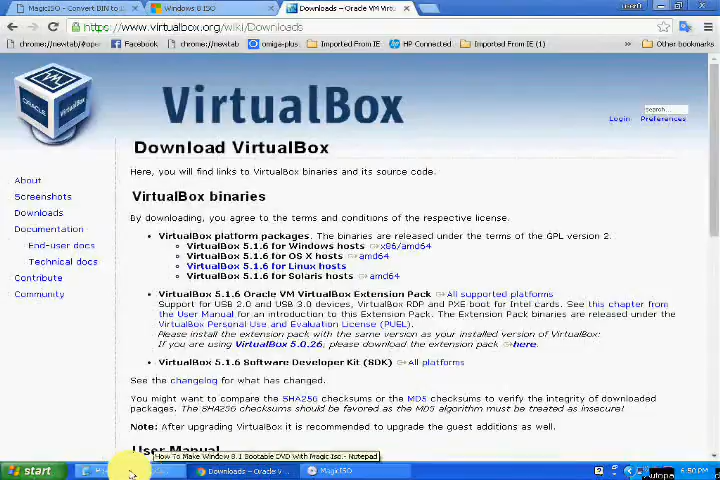 MagicISO - Convert BIN to I
Windows 8 ISO
Downloads – Oracle VM Virtu
user0
www.virtualbox.org/wiki/Downloads
chrome://newtab/#ope
Facebook
chrome://newtab
omiga-plus
Imported From IE
HP Connected
Imported From IE (1)
»
Other bookmarks
ORACLE
VM
VirtualBox
VirtualBox
search...
Login
Preferences
Download VirtualBox
Here, you will find links to VirtualBox binaries and its source code.
About
Screenshots
Downloads
Documentation
End-user docs
Technical docs
Contribute
Community
VirtualBox binaries
By downloading, you agree to the terms and conditions of the respective license.
• VirtualBox platform packages. The binaries are released under the terms of the GPL version 2.
• VirtualBox 5.1.6 for Windows hosts x86/amd64
• VirtualBox 5.1.6 for OS X hosts amd64
• VirtualBox 5.1.6 for Linux hosts
• VirtualBox 5.1.6 for Solaris hosts amd64
• VirtualBox 5.1.6 Oracle VM VirtualBox Extension Pack All supported platforms
Support for USB 2.0 and USB 3.0 devices, VirtualBox RDP and PXE boot for Intel cards. See this chapter from
the User Manual for an introduction to this Extension Pack. The Extension Pack binaries are released under the
VirtualBox Personal Use and Evaluation License (PUEL).
Please install the extension pack with the same version as your installed version of VirtualBox:
If you are using VirtualBox 5.0.26, please download the extension pack here.
• VirtualBox 5.1.6 Software Developer Kit (SDK) All platforms
See the changelog for what has changed.
You might want to compare the SHA256 checksums or the MD5 checksums to verify the integrity of downloaded
packages. The SHA256 checksums should be favored as the MD5 algorithm must be treated as insecure!
Note: After upgrading VirtualBox it is recommended to upgrade the guest additions as well.
User Manual
How To Make Window 8.1 Bootable DVD With Magic Iso.- Notepad
start
Downloads – Oracle V...
MagicISO
6:50 PM